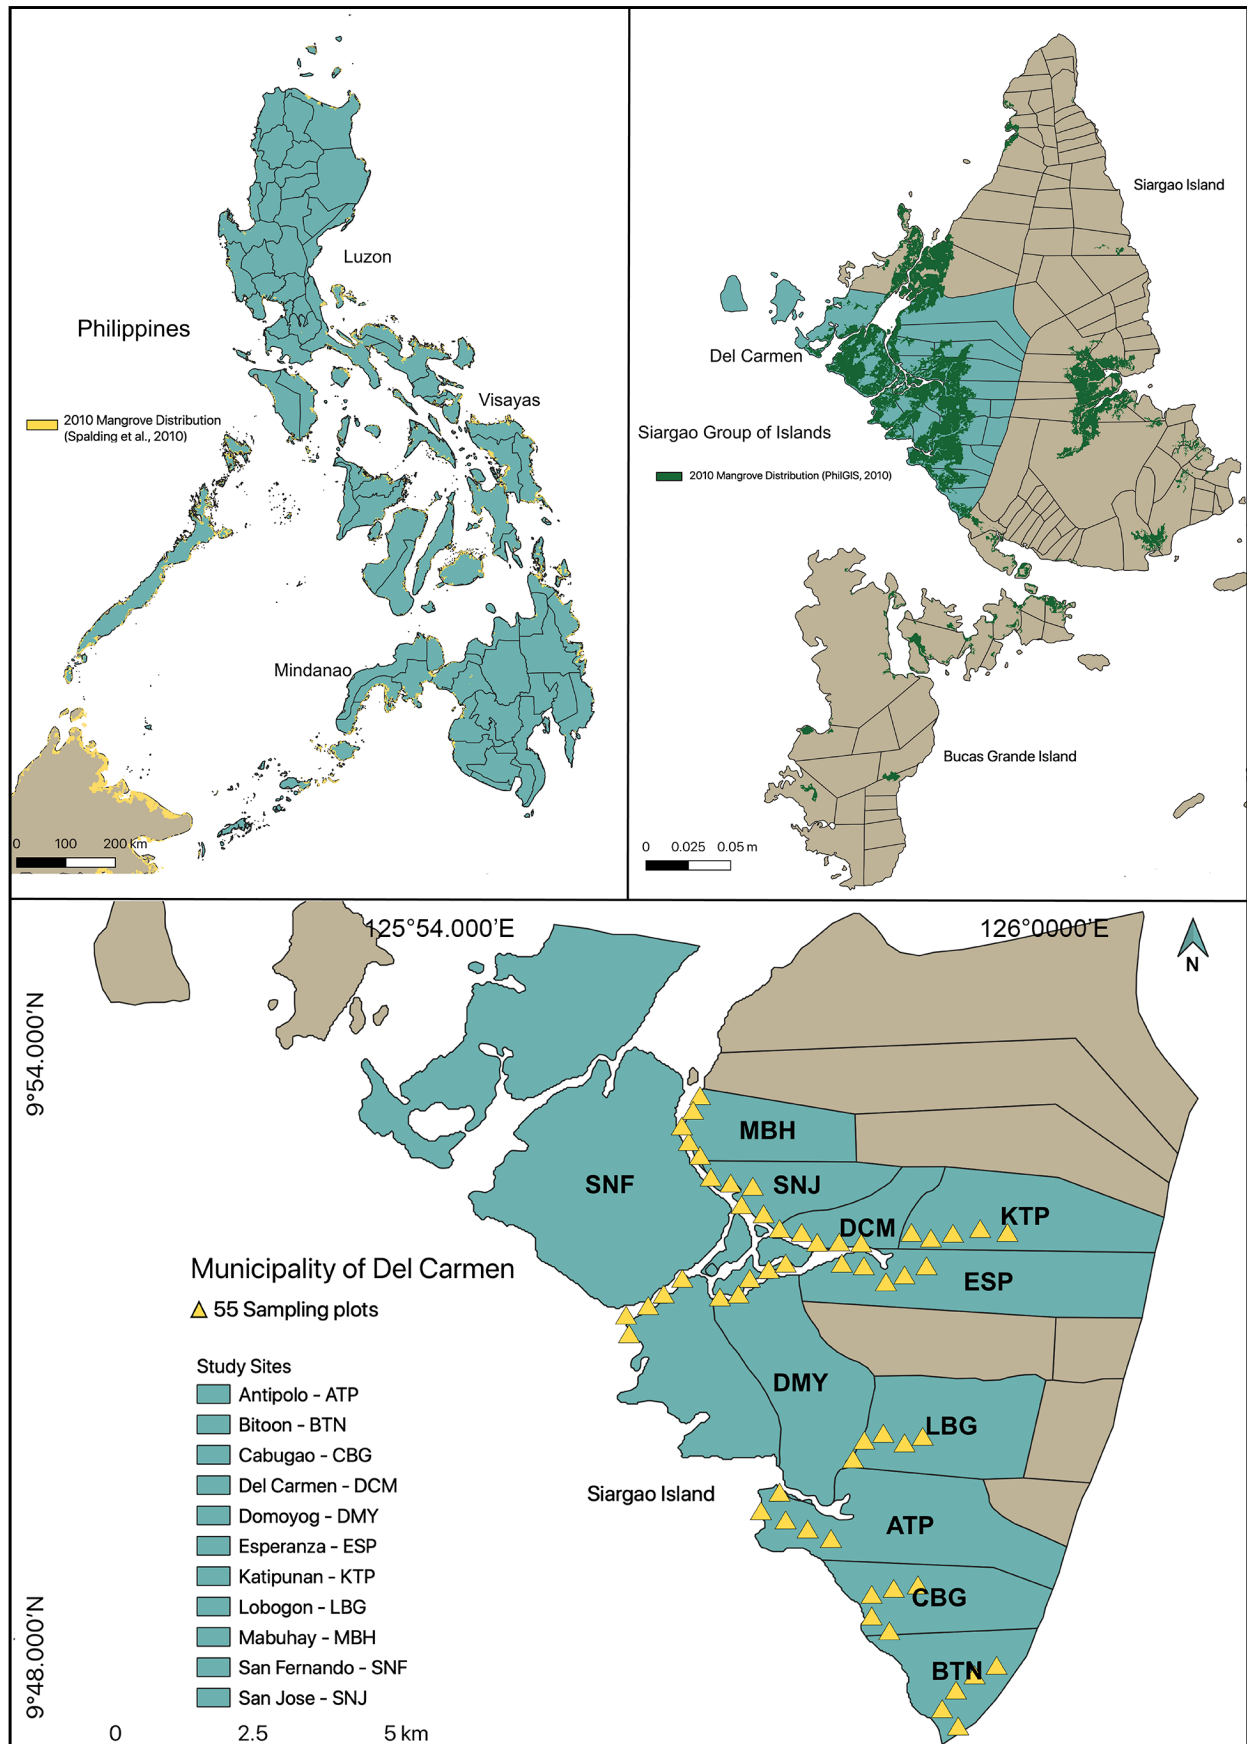 Luzon
Philippines
2010 Mangrove Distribution
(Spalding et al., 2010)
Visayas
Mindanao
0 100 200 km
Siargao Island
Del Carmen
Siargao Group of Islands
2010 Mangrove Distribution (PhilGIS, 2010)
Bucas Grande Island
0 0.025 0.05 m
125°54.000'E
126°0000'E
N
9°54.000'N
MBH
SNF
SNJ
DCM
KTP
ESP
Municipality of Del Carmen
55 Sampling plots
DMY
LBG
Study Sites
Antipolo - ATP
Bitoon - BTN
Cabugao - CBG
Del Carmen - DCM
Domoyog - DMY
Esperanza - ESP
Katipunan - KTP
Lobogon - LBG
Mabuhay - MBH
San Fernando - SNF
San Jose - SNJ
Siargao Island
ATP
CBG
BTN
9°48.000'N
0 2.5 5 km